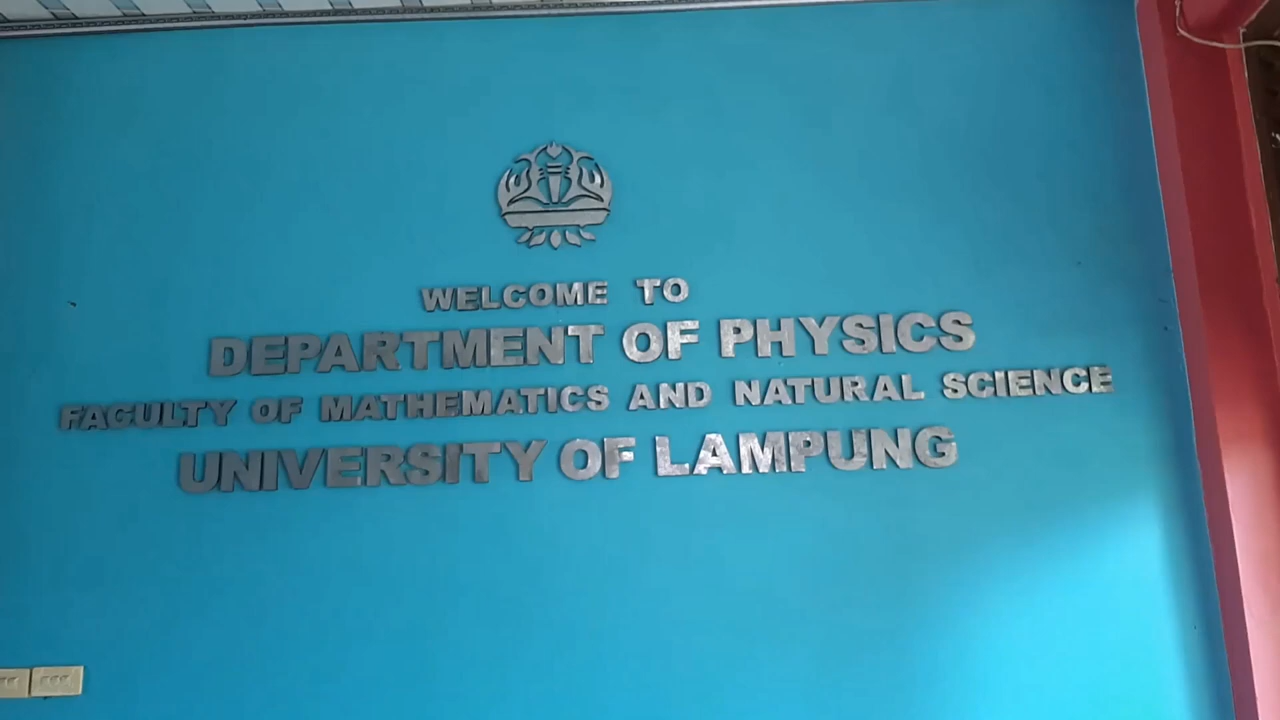 WELCOME TO
DEPARTMENT OF PHYSICS
FACULTY OF MATHEMATICS AND NATURAL SCIENCE
UNIVERSITY OF LAMPUNG